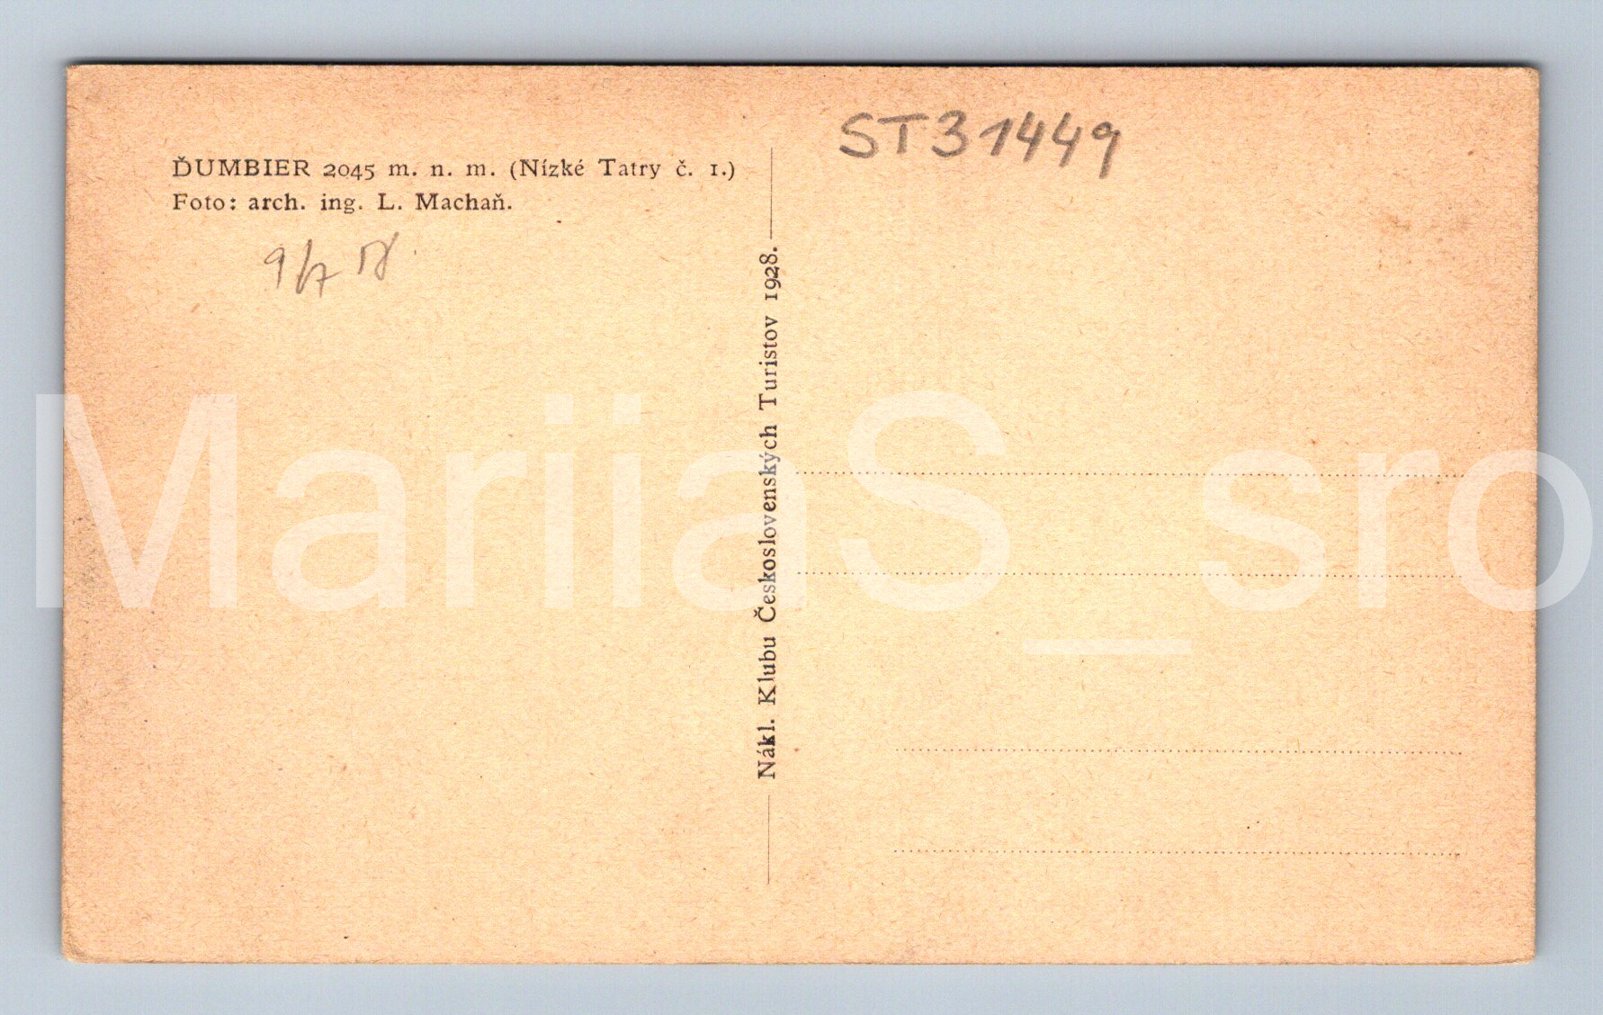 ĎUMBIER 2045 m. n. m. (Nízké Tatry č. 1.)
Foto: arch. ing. L. Machaň.
ST31449
Nákl. Klubu Československých Turistov 1928.
MariiaS_sro